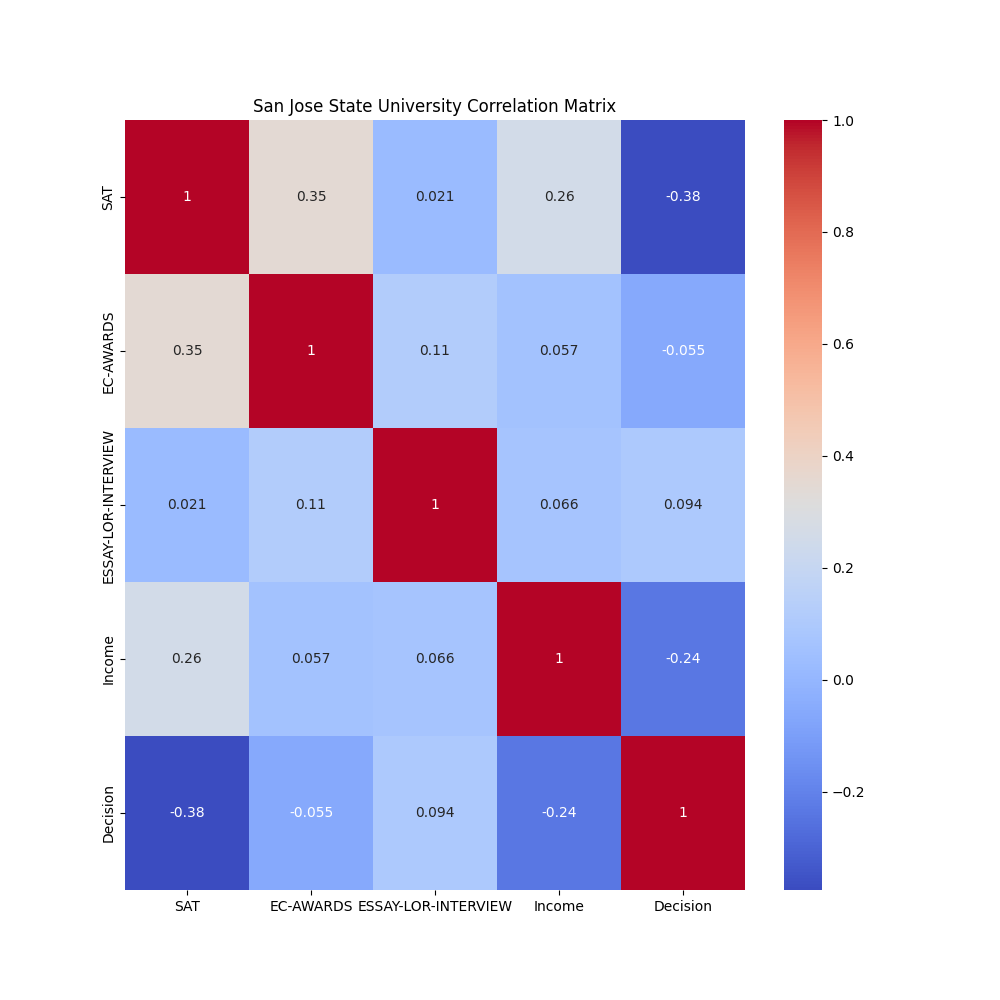 San Jose State University Correlation Matrix
SAT
1
0.35
0.021
0.26
-0.38
EC-AWARDS
0.35
1
0.11
0.057
-0.055
ESSAY-LOR-INTERVIEW
0.021
0.11
1
0.066
0.094
Income
0.26
0.057
0.066
1
-0.24
Decision
-0.38
-0.055
0.094
-0.24
1
SAT
EC-AWARDS
ESSAY-LOR-INTERVIEW
Income
Decision
1.0
0.8
0.6
0.4
0.2
0.0
−0.2